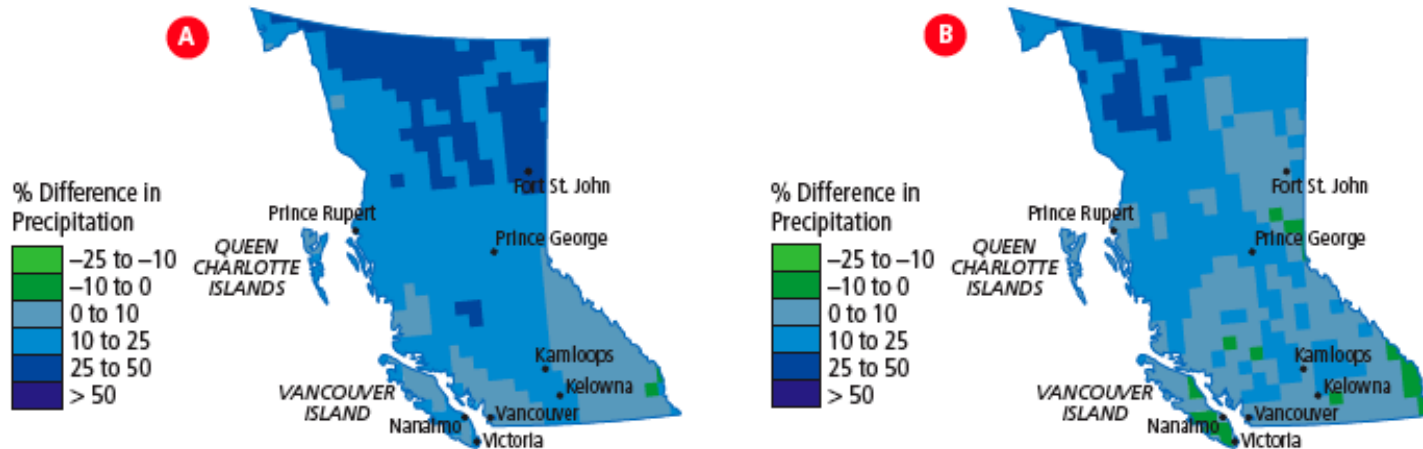 A
% Difference in
Precipitation
–25 to –10
–10 to 0
0 to 10
10 to 25
25 to 50
> 50
Fort St. John
Prince Rupert
QUEEN
CHARLOTTE
ISLANDS
Prince George
Kamloops
Kelowna
VANCOUVER
ISLAND
Vancouver
Nanaimo
Victoria
B
% Difference in
Precipitation
–25 to –10
–10 to 0
0 to 10
10 to 25
25 to 50
> 50
Fort St. John
Prince Rupert
QUEEN
CHARLOTTE
ISLANDS
Prince George
Kamloops
Kelowna
VANCOUVER
ISLAND
Vancouver
Nanaimo
Victoria